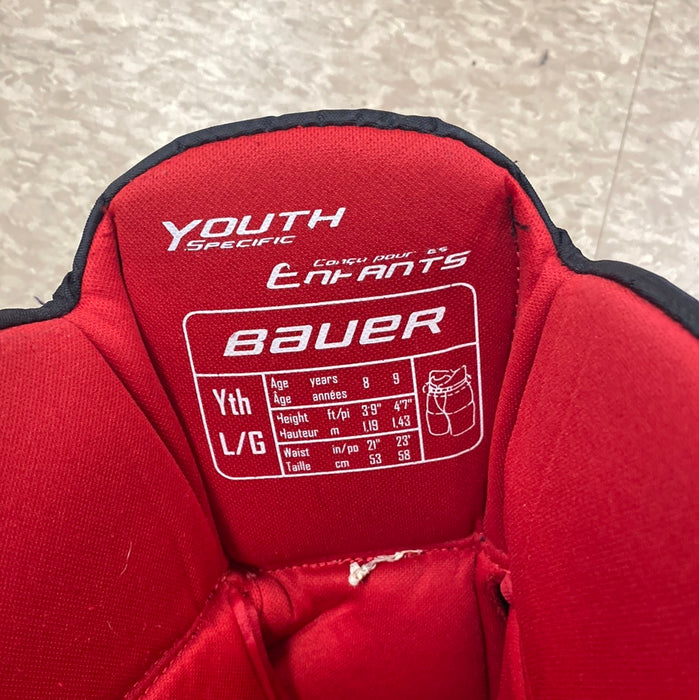 YOUTH
SPECIFIC
Conçu pour les
ENFANTS
BAUER
Yth
L/G
Age years 8 9
Âge années
Height ft/pi 3'9" 4'7"
Hauteur m 1,19 1,43
Waist in/po 21" 23'
Taille cm 53 58